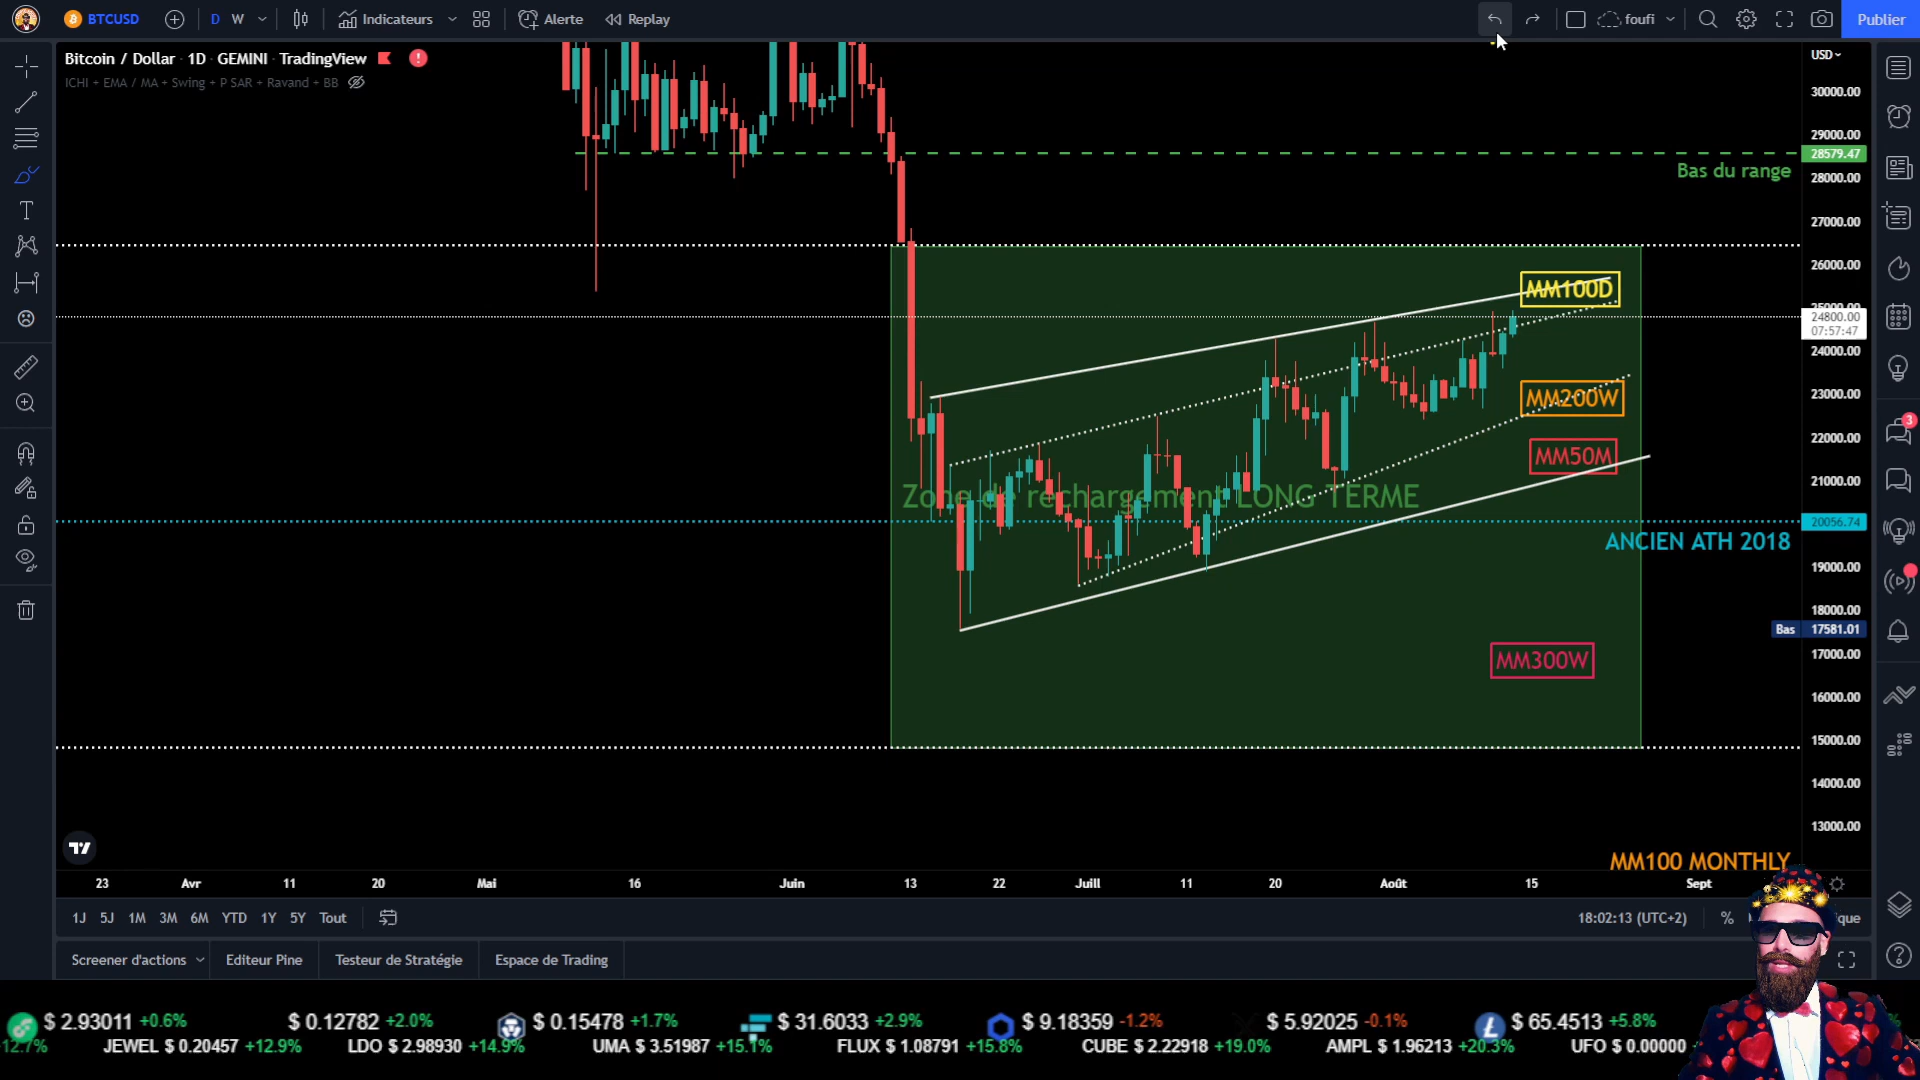 BTCUSD D W Indicateurs Alerte Replay foufi Publier
Bitcoin / Dollar · 1D · GEMINI · TradingView
ICHI + EMA / MA + Swing + P SAR + Ravand + BB
USD
30000.00
29000.00
28579.47
Bas du range
28000.00
27000.00
26000.00
MM100D
25000.00
24800.00
07:57:47
24000.00
23000.00
MM200W
22000.00
MM50M
21000.00
Zone de rechargement LONG TERME
20056.74
ANCIEN ATH 2018
19000.00
18000.00
Bas 17581.01
17000.00
MM300W
16000.00
15000.00
14000.00
13000.00
MM100 MONTHLY
23 Avr 11 20 Mai 16 Juin 13 22 Juill 11 20 Août 15 Sept
1J 5J 1M 3M 6M YTD 1Y 5Y Tout 18:02:13 (UTC+2) %
Screener d'actions Editeur Pine Testeur de Stratégie Espace de Trading
3
$ 2.93011 +0.6% $ 0.12782 +2.0% $ 0.15478 +1.7% $ 31.6033 +2.9% $ 9.18359 -1.2% $ 5.92025 -0.1% $ 65.4513 +5.8%
12.7% JEWEL $ 0.20457 +12.9% LDO $ 2.98930 +14.9% UMA $ 3.51987 +15.1% FLUX $ 1.08791 +15.8% CUBE $ 2.22918 +19.0% AMPL $ 1.96213 +20.3% UFO $ 0.00000